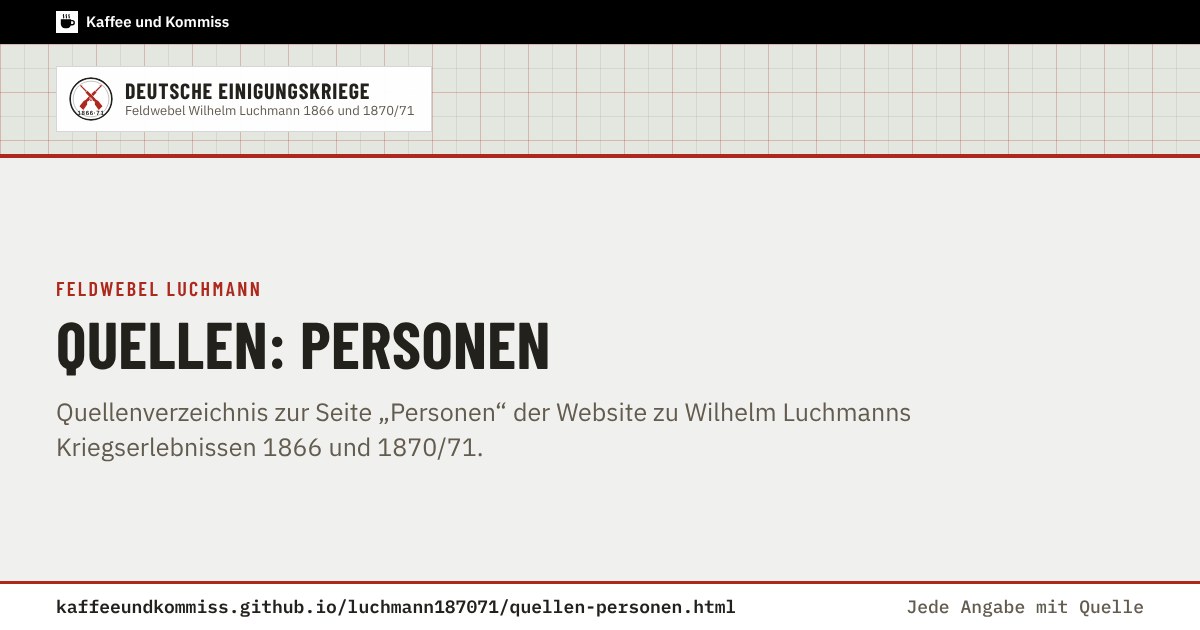 Kaffee und Kommiss
1866·71
DEUTSCHE EINIGUNGSKRIEGE
Feldwebel Wilhelm Luchmann 1866 und 1870/71
FELDWEBEL LUCHMANN
QUELLEN: PERSONEN
Quellenverzeichnis zur Seite „Personen“ der Website zu Wilhelm Luchmanns
Kriegserlebnissen 1866 und 1870/71.
kaffeeundkommiss.github.io/luchmann187071/quellen-personen.html
Jede Angabe mit Quelle